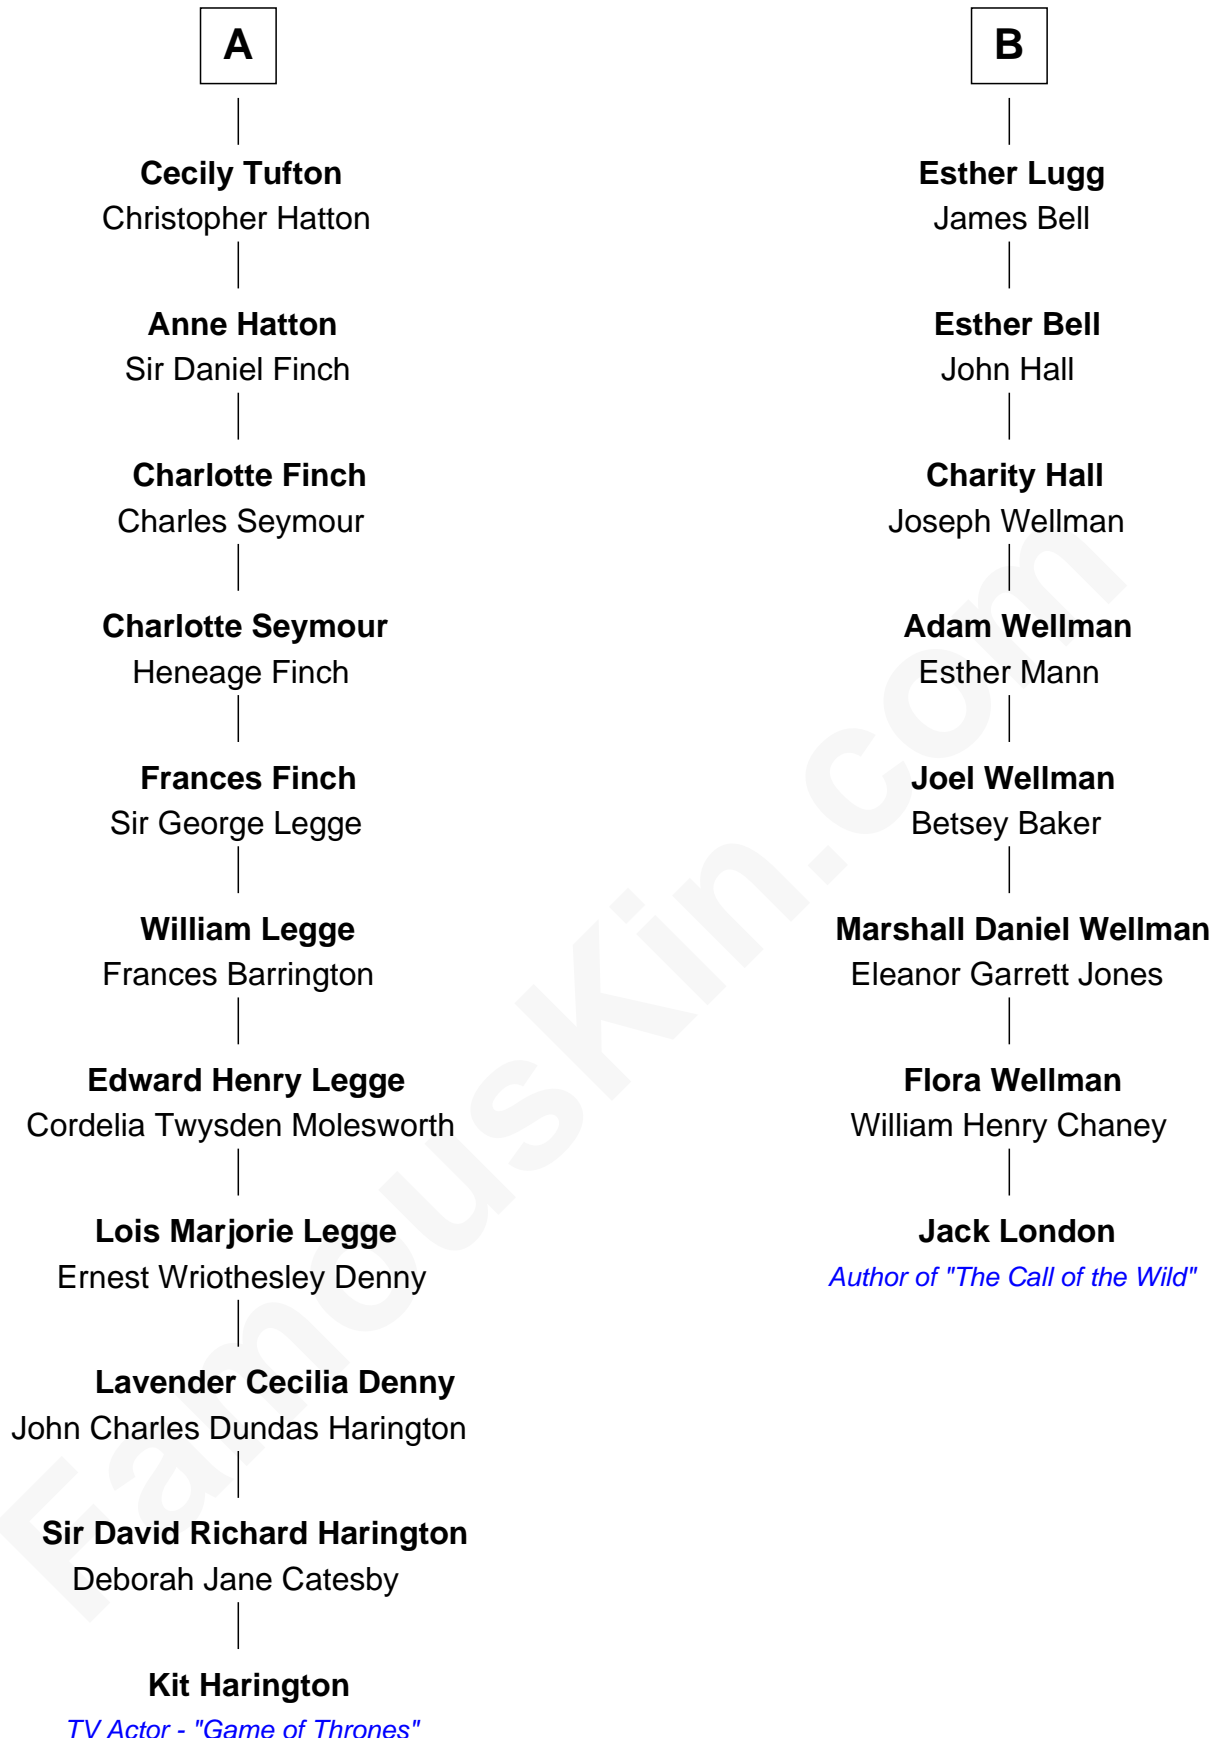 A
Cecily Tufton
Christopher Hatton
Anne Hatton
Sir Daniel Finch
Charlotte Finch
Charles Seymour
Charlotte Seymour
Heneage Finch
Frances Finch
Sir George Legge
William Legge
Frances Barrington
Edward Henry Legge
Cordelia Twysden Molesworth
Lois Marjorie Legge
Ernest Wriothesley Denny
Lavender Cecilia Denny
John Charles Dundas Harington
Sir David Richard Harington
Deborah Jane Catesby
Kit Harington
TV Actor - "Game of Thrones"
B
Esther Lugg
James Bell
Esther Bell
John Hall
Charity Hall
Joseph Wellman
Adam Wellman
Esther Mann
Joel Wellman
Betsey Baker
Marshall Daniel Wellman
Eleanor Garrett Jones
Flora Wellman
William Henry Chaney
Jack London
Author of "The Call of the Wild"
FamousKin.com